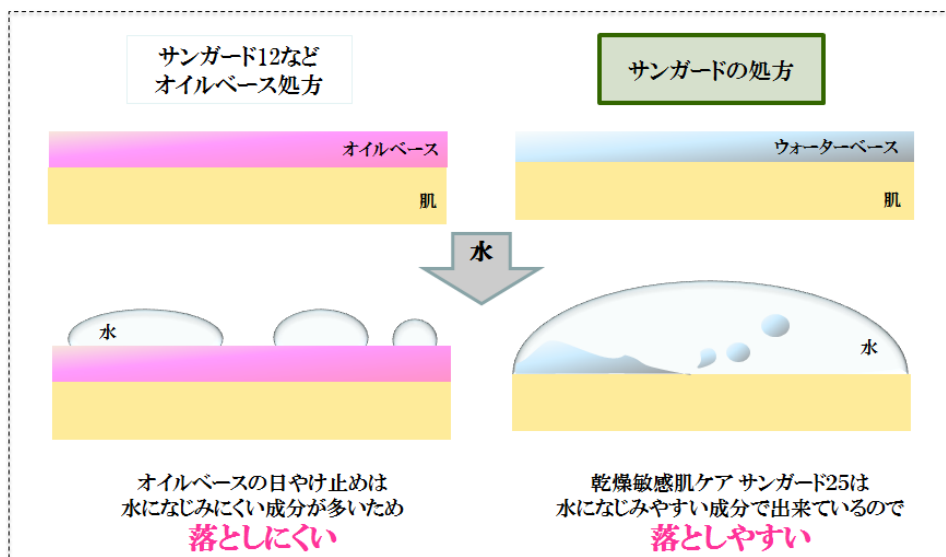 サンガード12など
オイルベース処方
サンガードの処方
オイルベース
肌
ウォーターベース
肌
水
水
水
オイルベースの日やけ止めは
水になじみにくい成分が多いため
落としにくい
乾燥敏感肌ケア サンガード25は
水になじみやすい成分で出来ているので
落としやすい